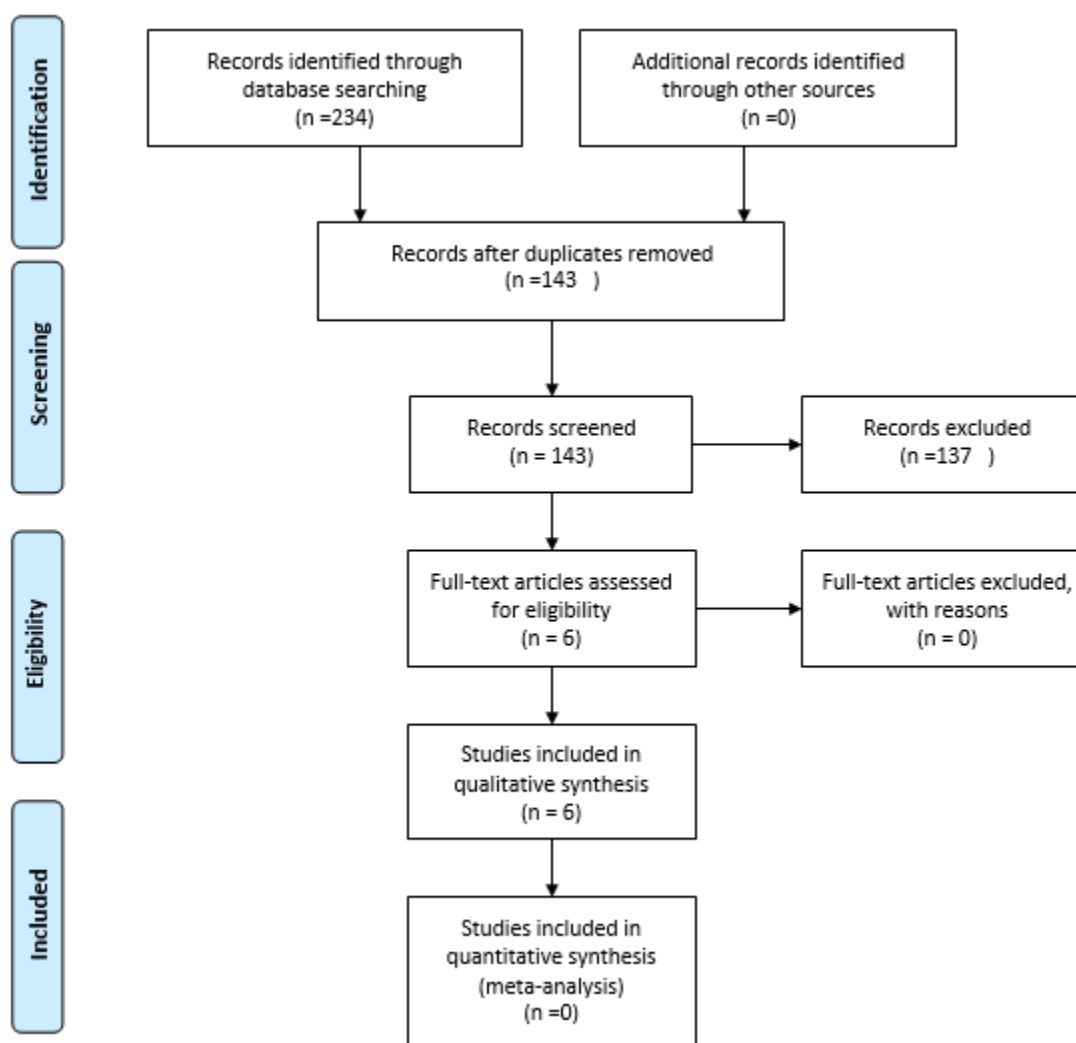 Identification
Records identified through
database searching
(n =234)
Additional records identified
through other sources
(n =0)
Records after duplicates removed
(n =143 )
Screening
Records screened
(n = 143)
Records excluded
(n =137 )
Eligibility
Full-text articles assessed
for eligibility
(n = 6)
Full-text articles excluded,
with reasons
(n = 0)
Studies included in
qualitative synthesis
(n = 6)
Included
Studies included in
quantitative synthesis
(meta-analysis)
(n =0)